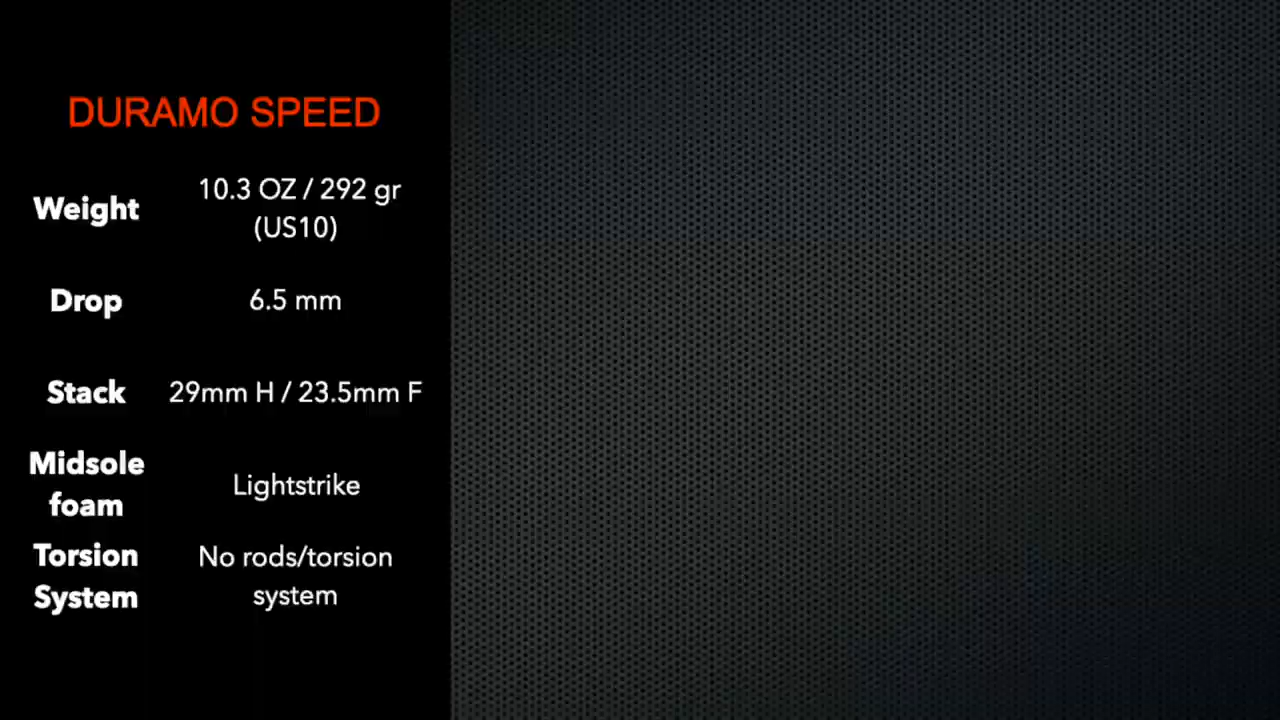 DURAMO SPEED
Weight
10.3 OZ / 292 gr
(US10)
Drop
6.5 mm
Stack
29mm H / 23.5mm F
Midsole
foam
Lightstrike
Torsion
System
No rods/torsion
system